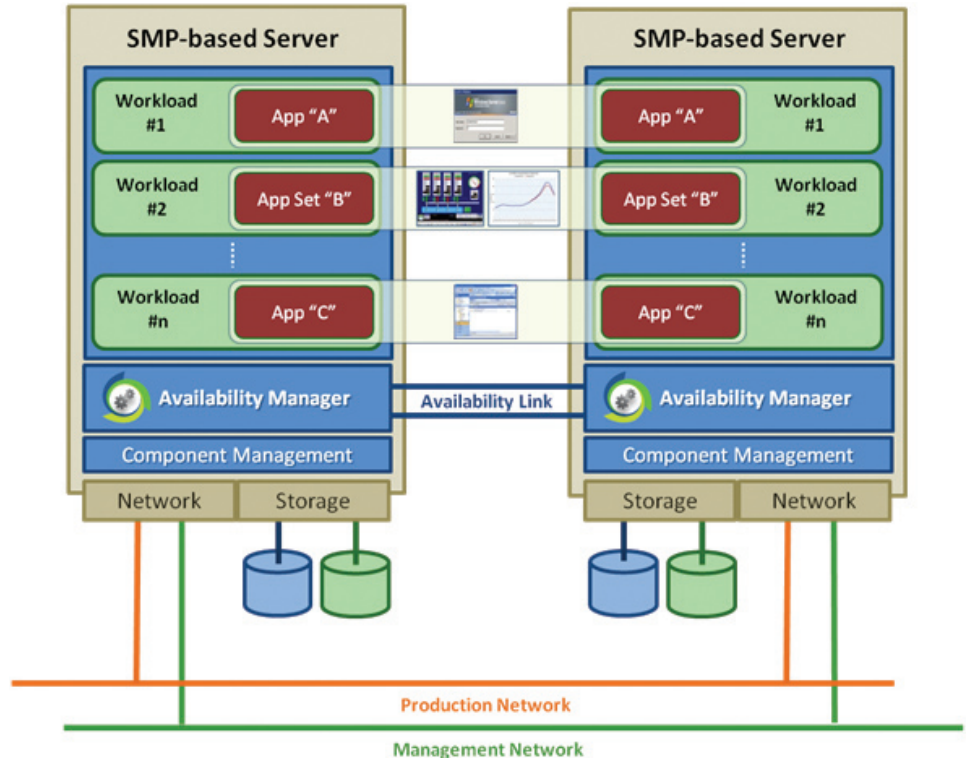 SMP-based Server
Workload
#1
App “A”
Workload
#2
App Set “B”
Workload
#n
App “C”
Availability Manager
Component Management
Network
Storage
Availability Link
SMP-based Server
App “A”
Workload
#1
App Set “B”
Workload
#2
App “C”
Workload
#n
Availability Manager
Component Management
Storage
Network
Production Network
Management Network